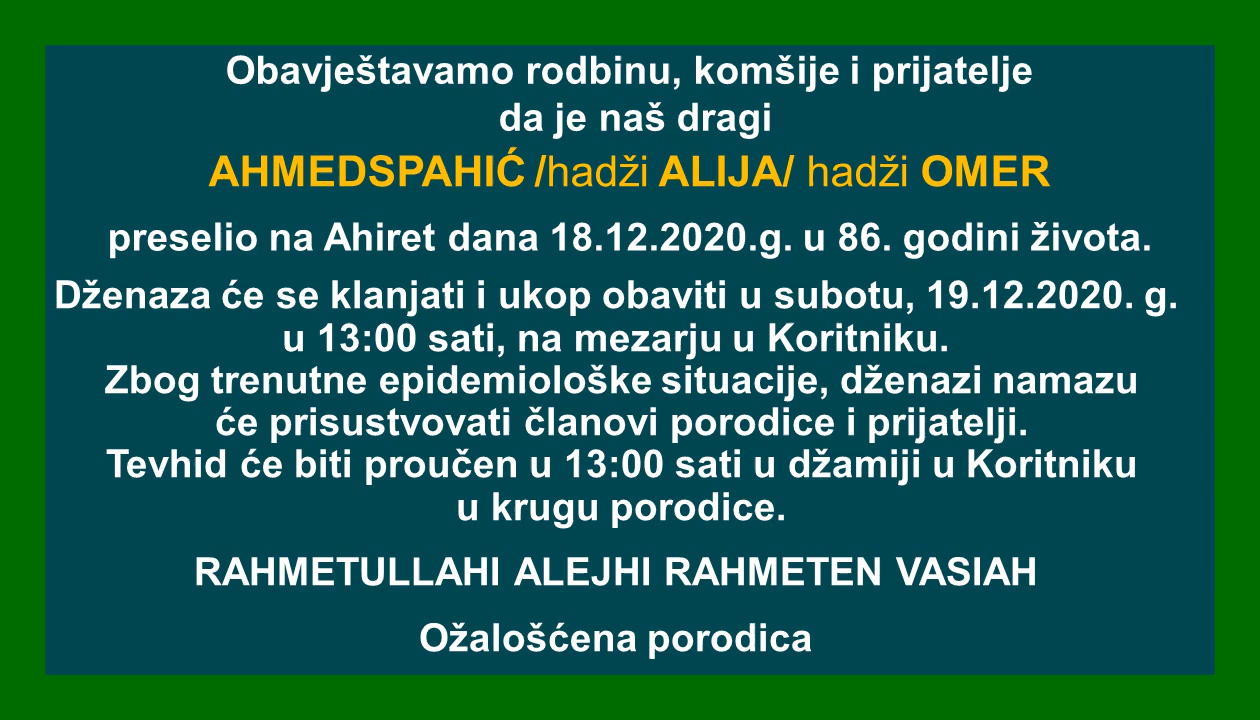 Obavještavamo rodbinu, komšije i prijatelje
da je naš dragi
AHMEDSPAHIĆ /hadži ALIJA/ hadži OMER
preselio na Ahiret dana 18.12.2020.g. u 86. godini života.
Dženaza će se klanjati i ukop obaviti u subotu, 19.12.2020. g.
u 13:00 sati, na mezarju u Koritniku.
Zbog trenutne epidemiološke situacije, dženazi namazu
će prisustvovati članovi porodice i prijatelji.
Tevhid će biti proučen u 13:00 sati u džamiji u Koritniku
u krugu porodice.
RAHMETULLAHI ALEJHI RAHMETEN VASIAH
Ožalošćena porodica